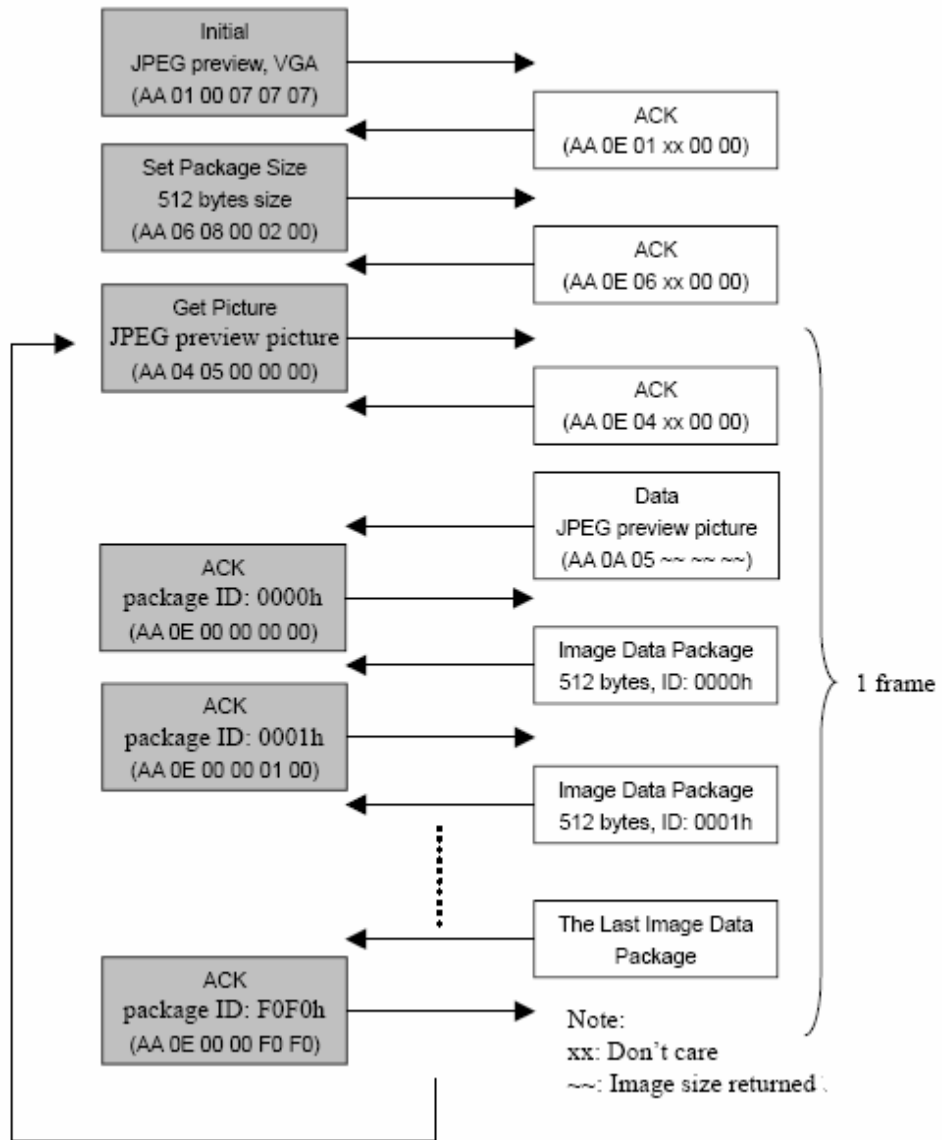 Initial
JPEG preview, VGA
(AA 01 00 07 07 07)
ACK
(AA 0E 01 xx 00 00)
Set Package Size
512 bytes size
(AA 06 08 00 02 00)
ACK
(AA 0E 06 xx 00 00)
Get Picture
JPEG preview picture
(AA 04 05 00 00 00)
ACK
(AA 0E 04 xx 00 00)
Data
JPEG preview picture
(AA 0A 05 ~~ ~~ ~~)
ACK
package ID: 0000h
(AA 0E 00 00 00 00)
Image Data Package
512 bytes, ID: 0000h
1 frame
ACK
package ID: 0001h
(AA 0E 00 00 01 00)
Image Data Package
512 bytes, ID: 0001h
The Last Image Data
Package
ACK
package ID: F0F0h
(AA 0E 00 00 F0 F0)
Note:
xx: Don't care
~~: Image size returned